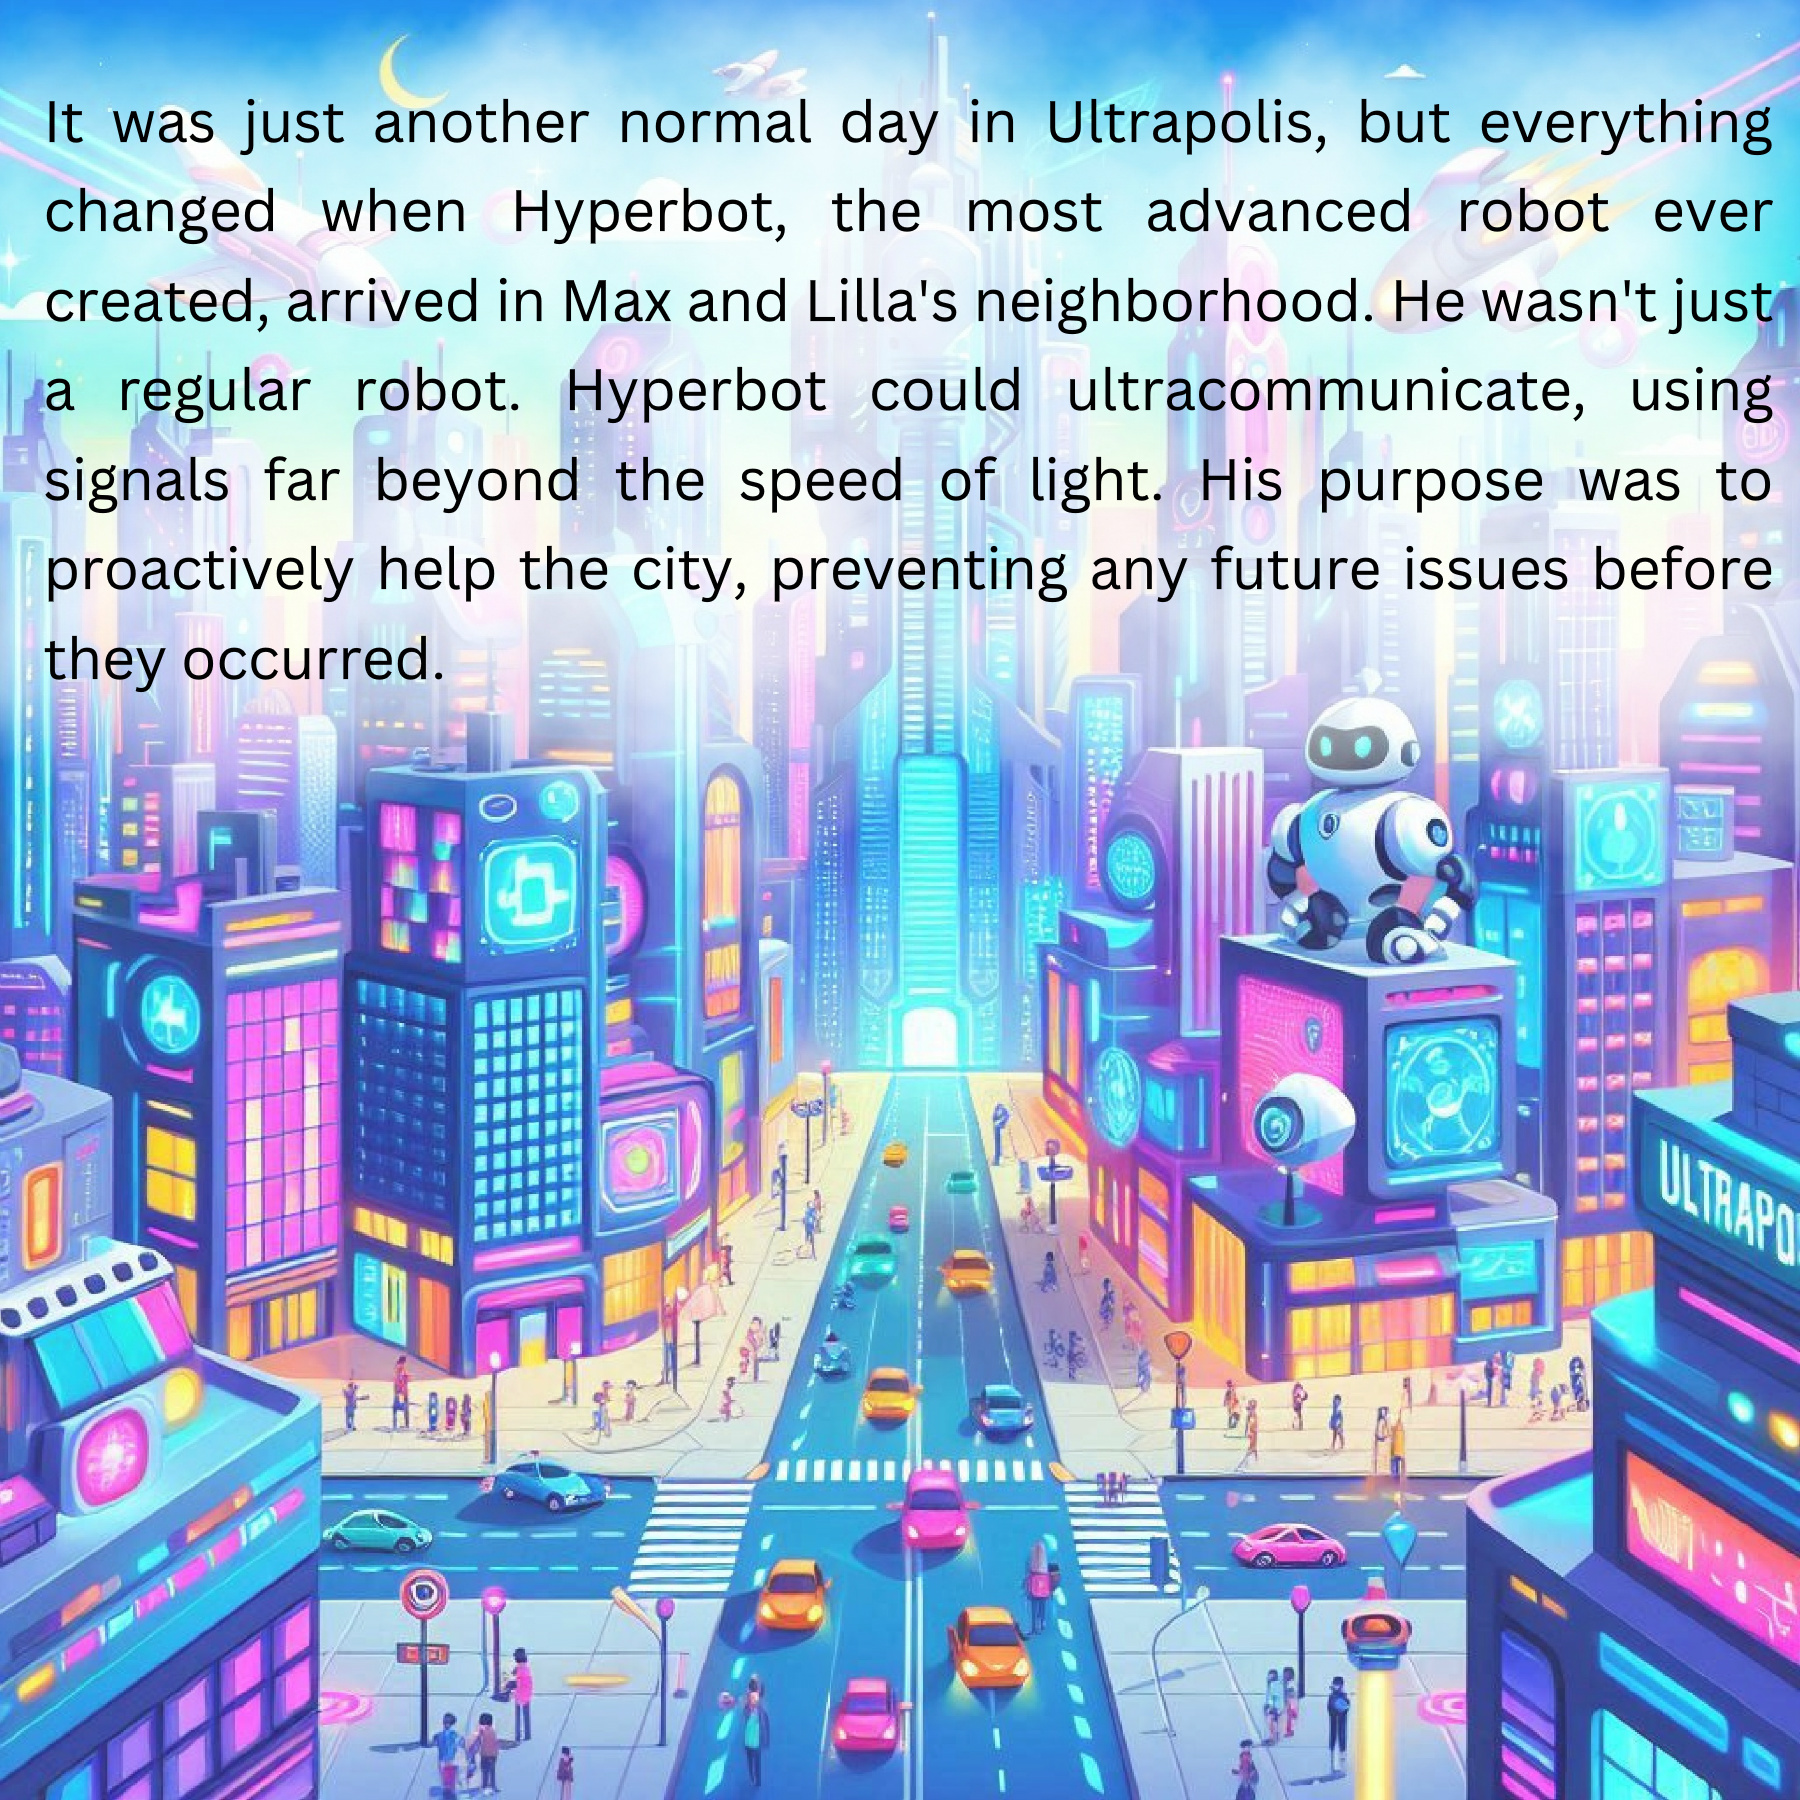 It was just another normal day in Ultrapolis, but everything
changed when Hyperbot, the most advanced robot ever
created, arrived in Max and Lilla's neighborhood. He wasn't just
a regular robot. Hyperbot could ultracommunicate, using
signals far beyond the speed of light. His purpose was to
proactively help the city, preventing any future issues before
they occurred.
ULTRAPO